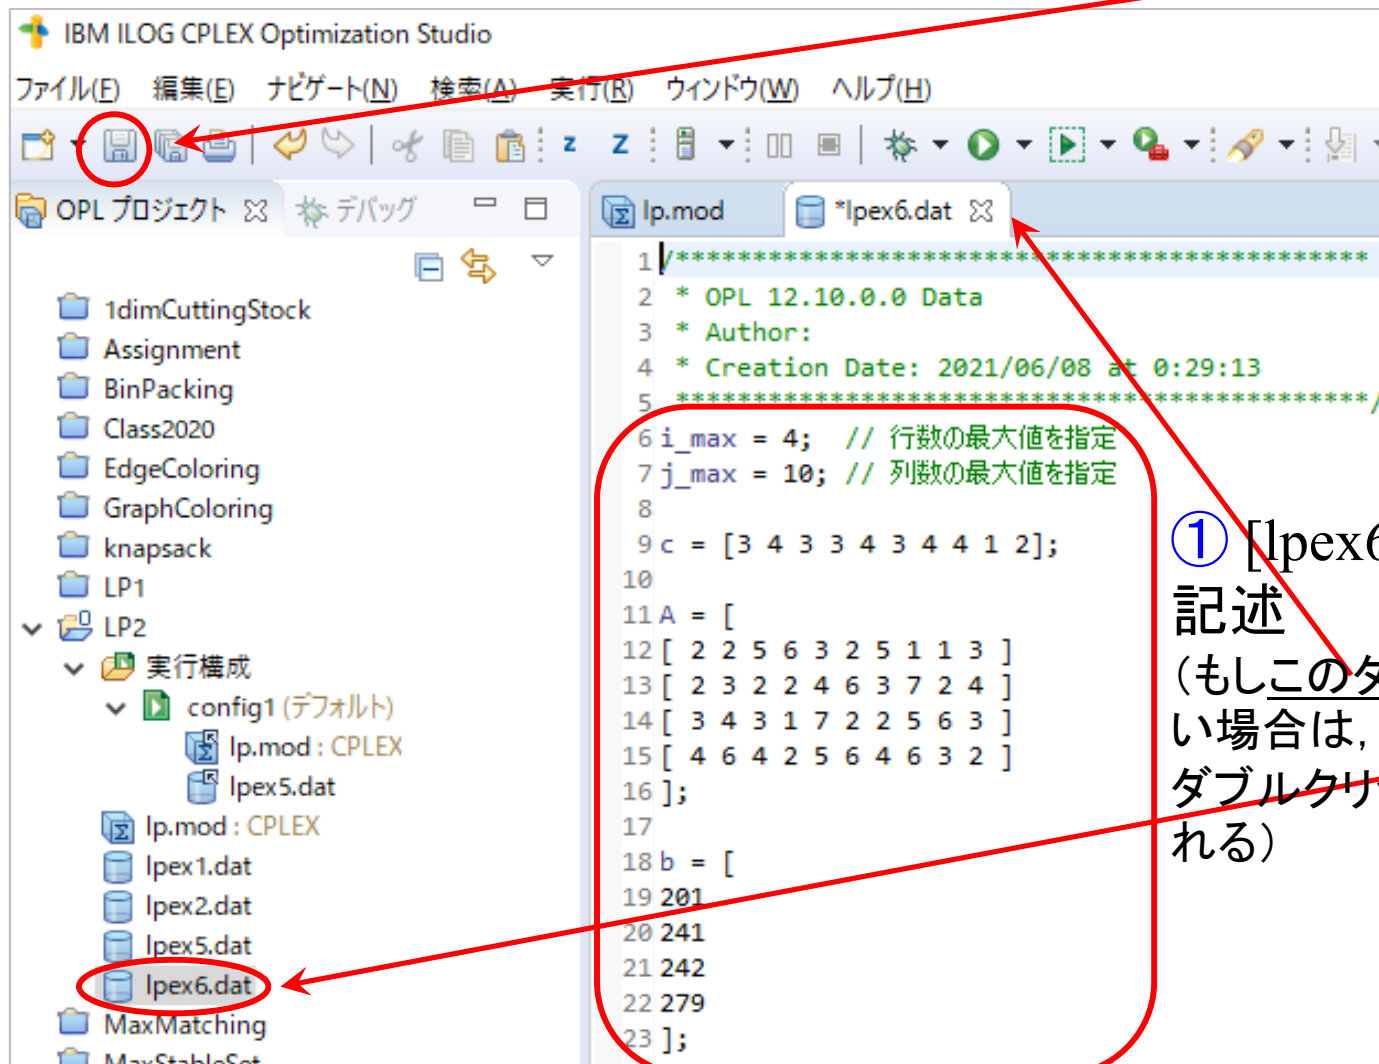 IBM ILOG CPLEX Optimization Studio
ファイル(F) 編集(E) ナビゲート(N) 検索(A) 実行(R) ウィンドウ(W) ヘルプ(H)
OPL プロジェクト デバッグ
lp.mod *lpex6.dat
1dimCuttingStock
Assignment
BinPacking
Class2020
EdgeColoring
GraphColoring
knapsack
LP1
LP2
実行構成
config1 (デフォルト)
lp.mod : CPLEX
lpex5.dat
lp.mod : CPLEX
lpex1.dat
lpex2.dat
lpex5.dat
lpex6.dat
MaxMatching
MaxStableSet
1 /*********************************************
2 * OPL 12.10.0.0 Data
3 * Author:
4 * Creation Date: 2021/06/08 at 0:29:13
5 *********************************************/
6 i_max = 4; // 行数の最大値を指定
7 j_max = 10; // 列数の最大値を指定
8
9 c = [3 4 3 3 4 3 4 4 1 2];
10
11 A = [
12 [ 2 2 5 6 3 2 5 1 1 3 ]
13 [ 2 3 2 2 4 6 3 7 2 4 ]
14 [ 3 4 3 1 7 2 2 5 6 3 ]
15 [ 4 6 4 2 5 6 4 6 3 2 ]
16 ];
17
18 b = [
19 201
20 241
21 242
22 279
23 ];
① [lpex6
記述
（もしこのタ
い場合は，
ダブルクリ
れる）